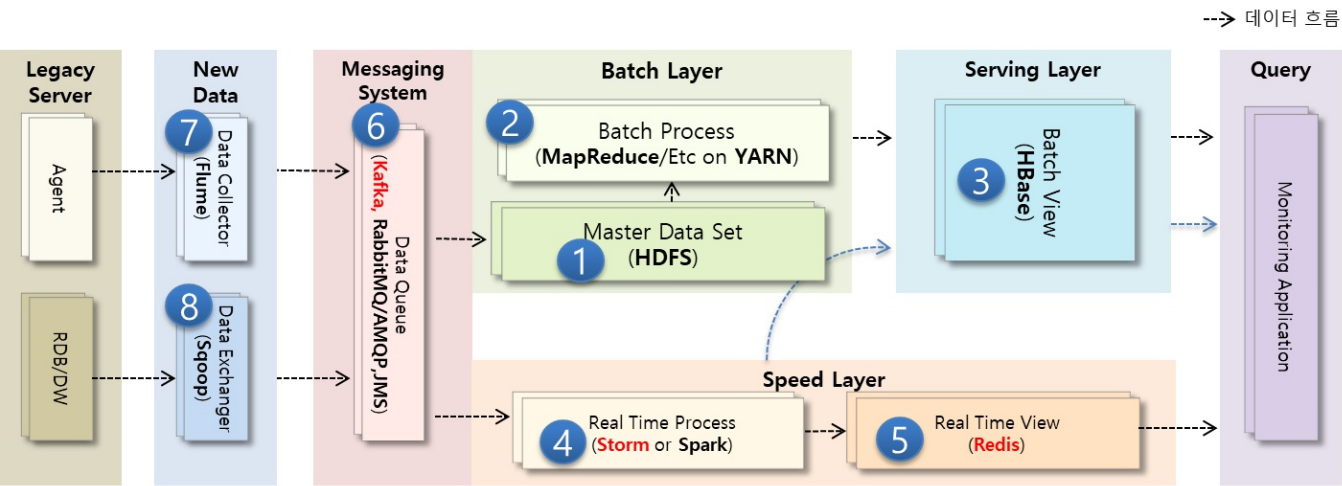 데이터 흐름
Legacy
Server
Agent
RDB/DW
New
Data
7
Data Collector
(Flume)
8
Data Exchanger
(Sqoop)
Messaging
System
6
Data Queue
(Kafka, RabbitMQ/AMQP,JMS)
Batch Layer
2
Batch Process
(MapReduce/Etc on YARN)
Master Data Set
1
(HDFS)
Serving Layer
3
Batch View
(HBase)
Speed Layer
4
Real Time Process
(Storm or Spark)
5
Real Time View
(Redis)
Query
Monitoring Application